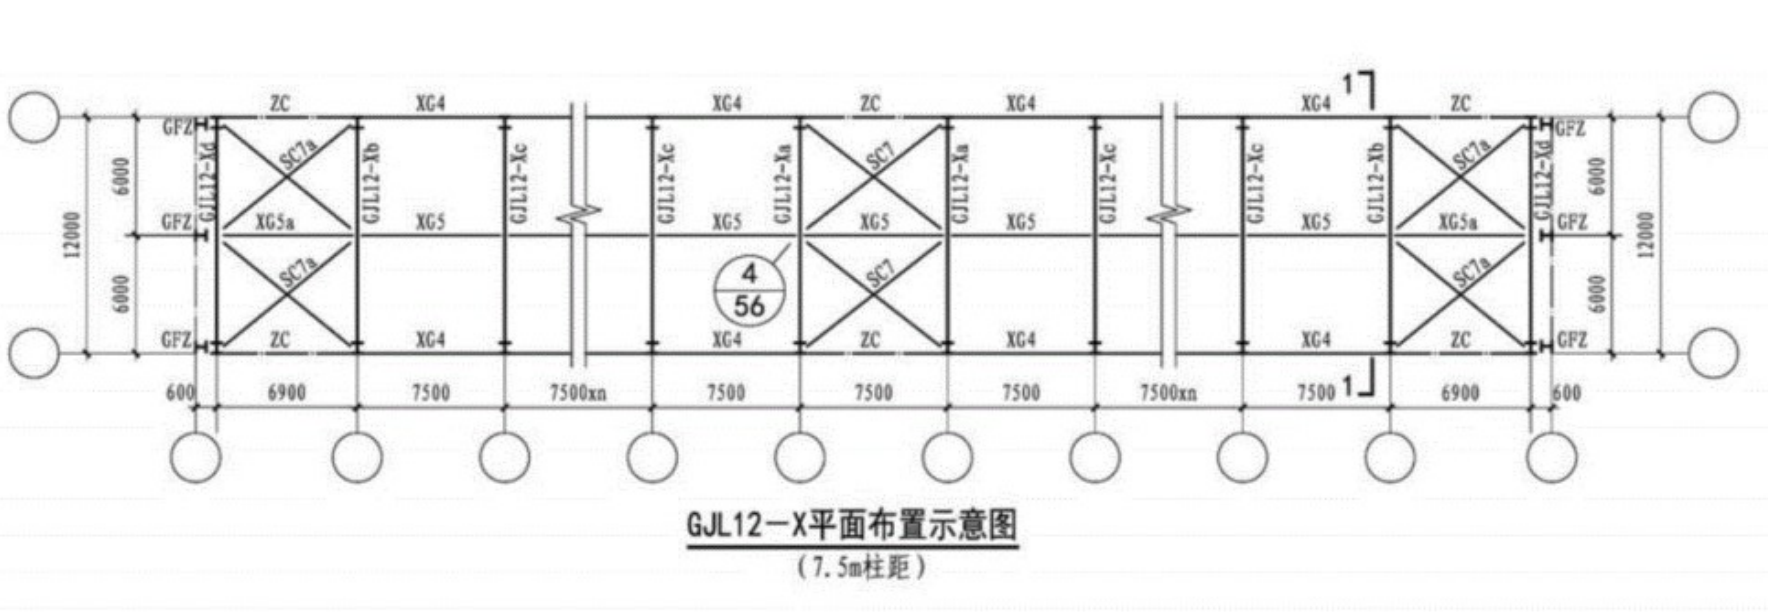 1
ZC XG4 XG4 ZC XG4 XG4 ZC
GFZ GFZ
GJL12-Xd SC7a GJL12-Xb GJL12-Xc GJL12-Xc GJL12-Xa SC7 GJL12-Xa GJL12-Xc GJL12-Xc GJL12-Xb SC7a GJL12-Xd
6000 6000
GFZ XG5a XG5 XG5 XG5 XG5 XG5 XG5a GFZ
12000 12000
SC7a SC7 SC7a
4
56
6000 6000
GFZ ZC XG4 XG4 ZC XG4 XG4 ZC GFZ
1
600 6900 7500 7500xn 7500 7500 7500 7500xn 7500 6900 600
GJL12-X平面布置示意图
(7.5m柱距)